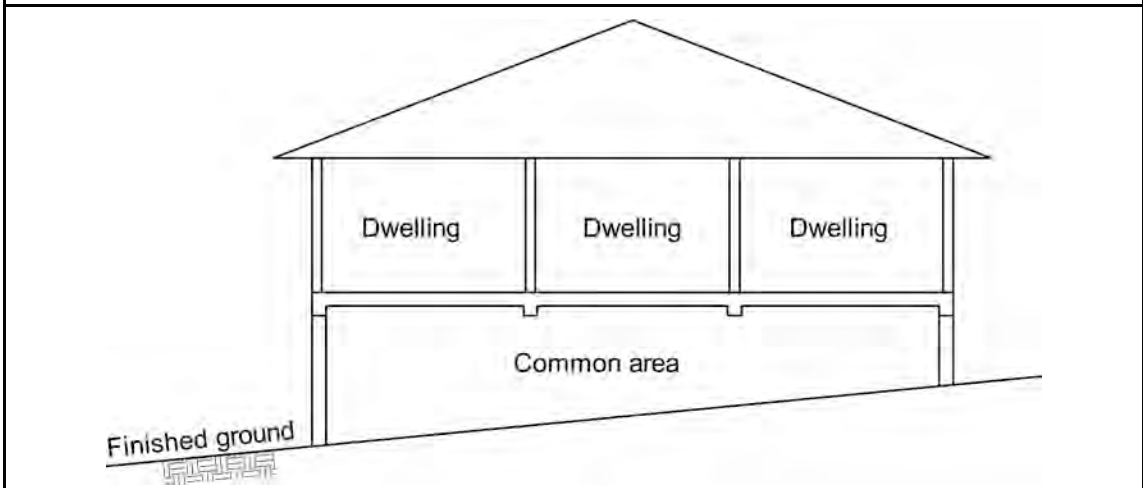 Dwelling
Dwelling
Dwelling
Common area
Finished ground